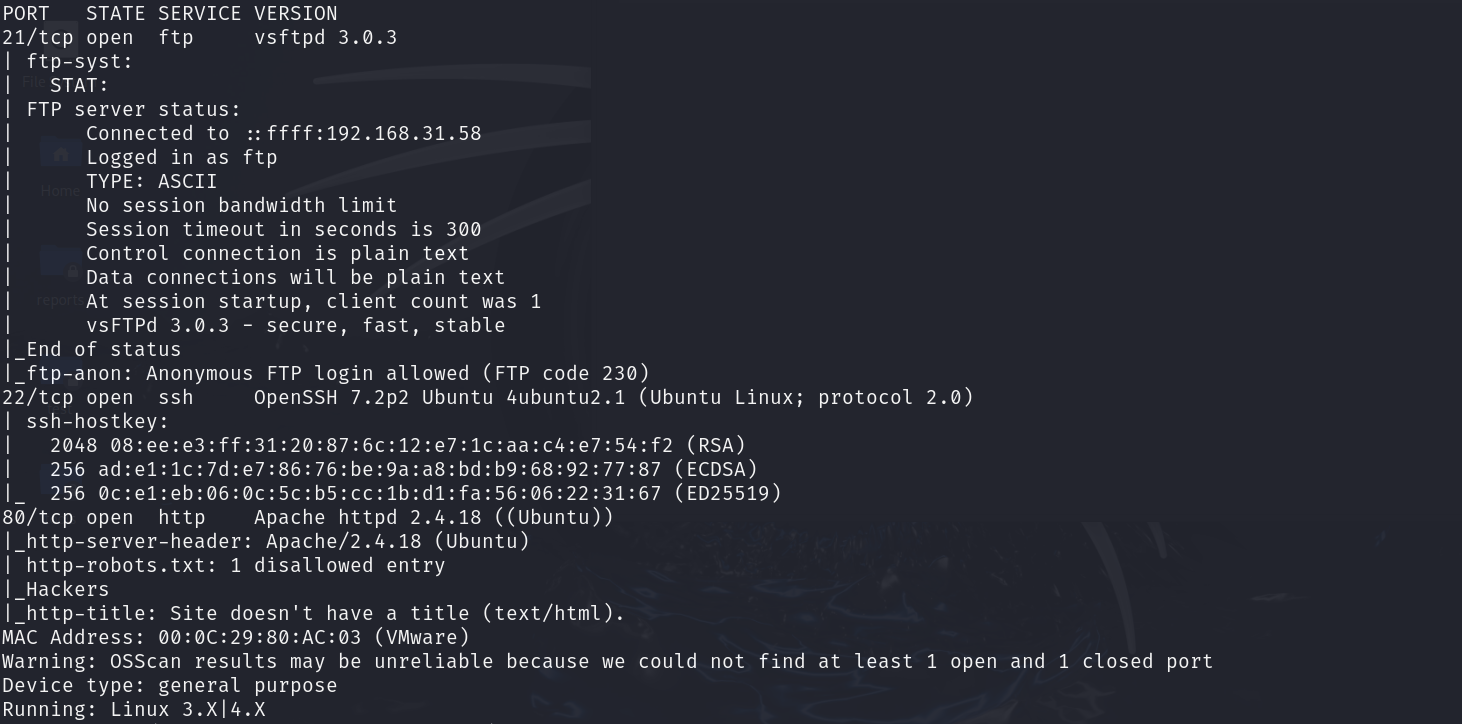 PORT   STATE SERVICE VERSION
21/tcp open  ftp     vsftpd 3.0.3
| ftp-syst:
|   STAT:
| FTP server status:
|      Connected to ::ffff:192.168.31.58
|      Logged in as ftp
|      TYPE: ASCII
|      No session bandwidth limit
|      Session timeout in seconds is 300
|      Control connection is plain text
|      Data connections will be plain text
|      At session startup, client count was 1
|      vsFTPd 3.0.3 - secure, fast, stable
|_End of status
|_ftp-anon: Anonymous FTP login allowed (FTP code 230)
22/tcp open  ssh     OpenSSH 7.2p2 Ubuntu 4ubuntu2.1 (Ubuntu Linux; protocol 2.0)
| ssh-hostkey:
|   2048 08:ee:e3:ff:31:20:87:6c:12:e7:1c:aa:c4:e7:54:f2 (RSA)
|   256 ad:e1:1c:7d:e7:86:76:be:9a:a8:bd:b9:68:92:77:87 (ECDSA)
|_  256 0c:e1:eb:06:0c:5c:b5:cc:1b:d1:fa:56:06:22:31:67 (ED25519)
80/tcp open  http    Apache httpd 2.4.18 ((Ubuntu))
|_http-server-header: Apache/2.4.18 (Ubuntu)
| http-robots.txt: 1 disallowed entry
|_Hackers
|_http-title: Site doesn't have a title (text/html).
MAC Address: 00:0C:29:80:AC:03 (VMware)
Warning: OSScan results may be unreliable because we could not find at least 1 open and 1 closed port
Device type: general purpose
Running: Linux 3.X|4.X
Home
reports